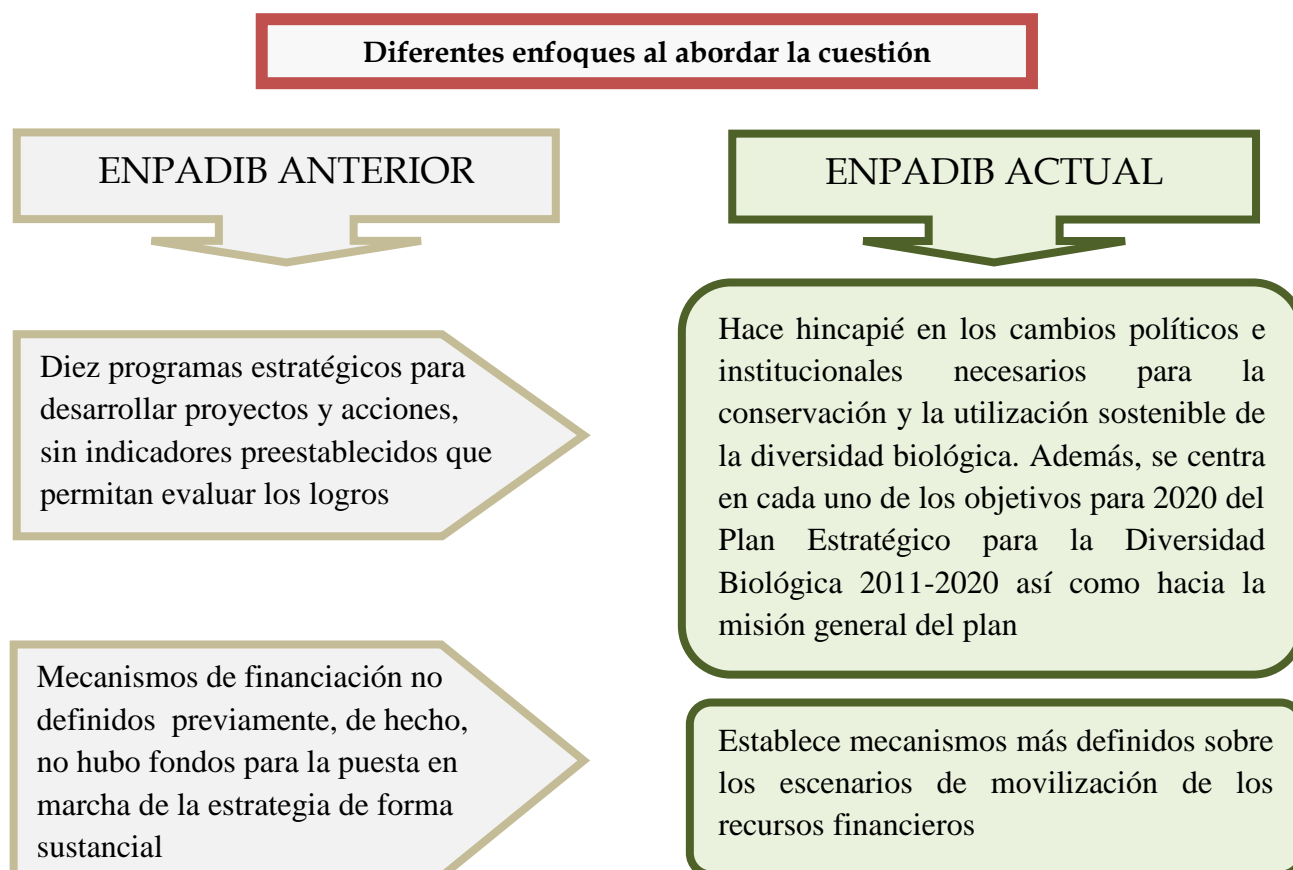 Diferentes enfoques al abordar la cuestión
ENPADIB ANTERIOR
ENPADIB ACTUAL
Diez programas estratégicos para
desarrollar proyectos y acciones,
sin indicadores preestablecidos que
permitan evaluar los logros
Hace hincapié en los cambios políticos e
institucionales necesarios para la
conservación y la utilización sostenible de
la diversidad biológica. Además, se centra
en cada uno de los objetivos para 2020 del
Plan Estratégico para la Diversidad
Biológica 2011-2020 así como hacia la
misión general del plan
Mecanismos de financiación no
definidos previamente, de hecho,
no hubo fondos para la puesta en
marcha de la estrategia de forma
sustancial
Establece mecanismos más definidos sobre
los escenarios de movilización de los
recursos financieros